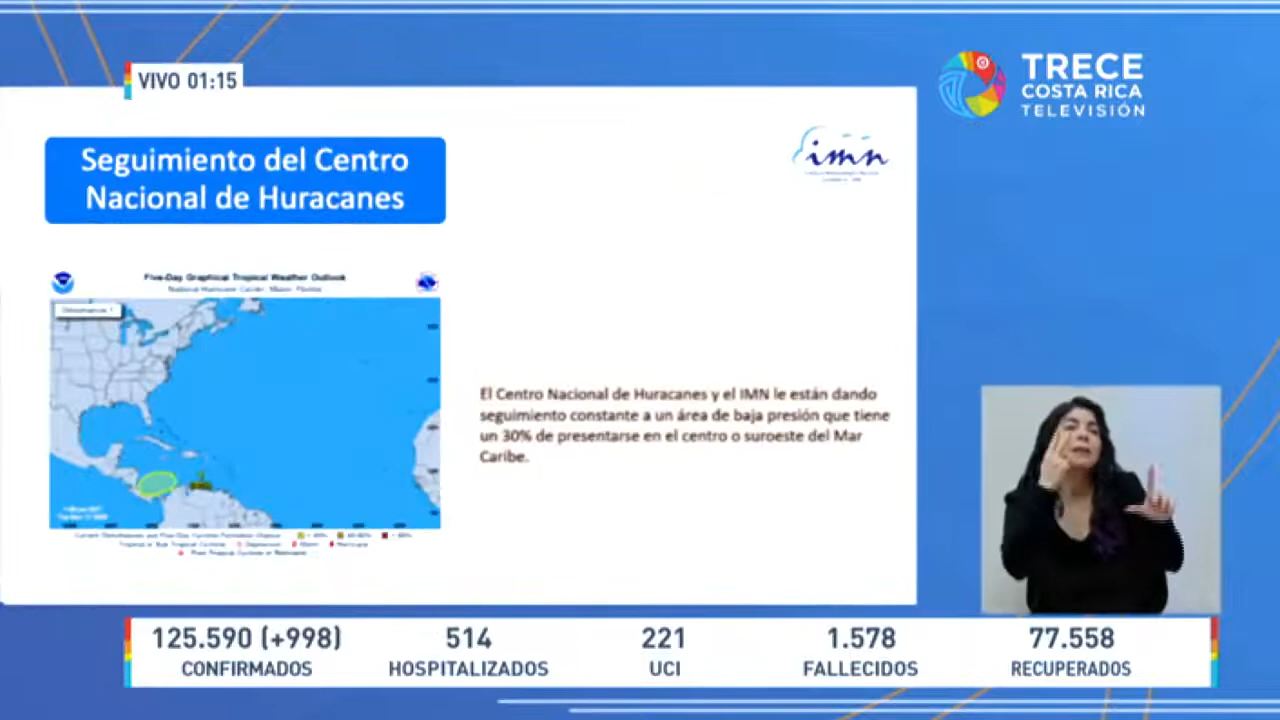 VIVO 01:15
TRECE
COSTA RICA
TELEVISIÓN
Seguimiento del Centro
Nacional de Huracanes
imn
Five-Day Graphical Tropical Weather Outlook
National Hurricane Center Miami, Florida
El Centro Nacional de Huracanes y el IMN le están dando
seguimiento constante a un área de baja presión que tiene
un 30% de presentarse en el centro o suroeste del Mar
Caribe.
125.590 (+998)
CONFIRMADOS
514
HOSPITALIZADOS
221
UCI
1.578
FALLECIDOS
77.558
RECUPERADOS